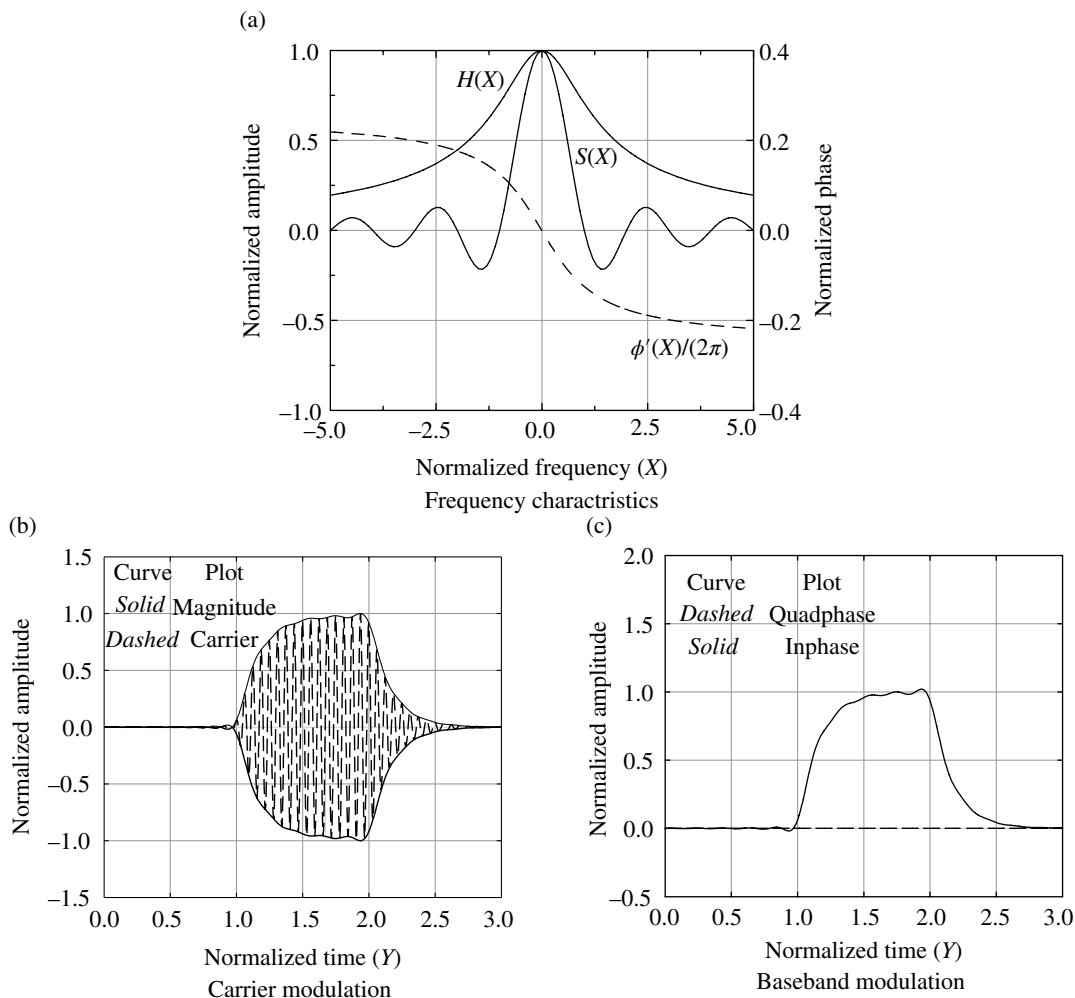 (a)
1.0
0.5
0.0
–0.5
–1.0
Normalized amplitude
H(X)
S(X)
ϕ′(X)/(2π)
0.4
0.2
0.0
–0.2
–0.4
Normalized phase
–5.0 –2.5 0.0 2.5 5.0
Normalized frequency (X)
Frequency charactristics
(b)
1.5
1.0
0.5
0.0
–0.5
–1.0
–1.5
Normalized amplitude
Curve Plot
Solid Magnitude
Dashed Carrier
0.0 0.5 1.0 1.5 2.0 2.5 3.0
Normalized time (Y)
Carrier modulation
(c)
2.0
1.5
1.0
0.5
0.0
–0.5
Normalized amplitude
Curve Plot
Dashed Quadphase
Solid Inphase
0.0 0.5 1.0 1.5 2.0 2.5 3.0
Normalized time (Y)
Baseband modulation